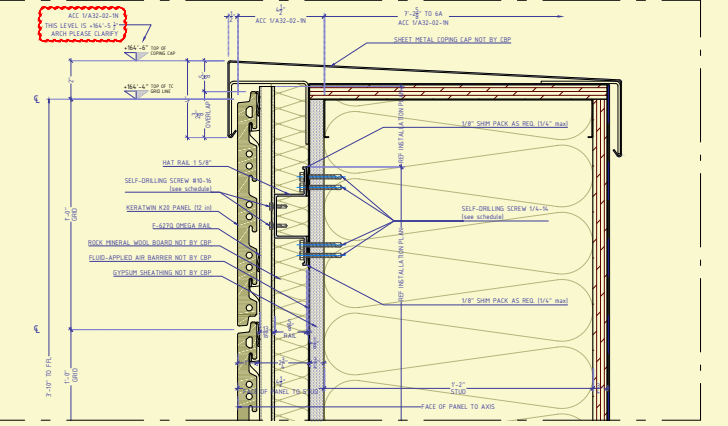 ACC 1/A32-02-1N
THIS LEVEL IS +164'-5 1/2"
ARCH PLEASE CLARIFY
ACC 1/A32-02-1N
7'-2 5/8" TO 6A
ACC 1/A32-02-1N
SHEET METAL COPING CAP NOT BY CBP
+164'-6" TOP OF COPING CAP
+164'-4" TOP OF TC GRID LINE
OVERLAP
1/8" SHIM PACK AS REQ. (1/4" max)
REF INSTALLATION PLAN
HAT RAIL 1 5/8"
SELF-DRILLING SCREW #10-16
(see schedule)
KERATWIN K20 PANEL (12 in)
F-627Q OMEGA RAIL
ROCK MINERAL WOOL BOARD NOT BY CBP
FLUID-APPLIED AIR BARRIER NOT BY CBP
GYPSUM SHEATHING NOT BY CBP
SELF-DRILLING SCREW 1/4-14
(see schedule)
1'-0"
GRID
REF INSTALLATION PLAN
1/8" SHIM PACK AS REQ. (1/4" max)
RAIL
3'-10" TO FFL
1'-0"
GRID
FACE OF PANEL TO STUD
1'-2"
STUD
FACE OF PANEL TO AXIS